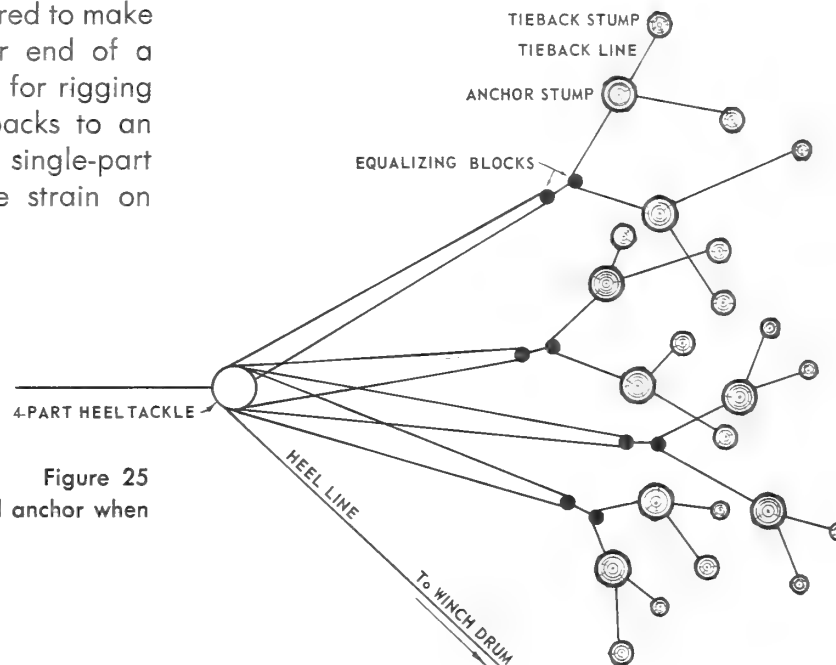 red to make
r end of a
for rigging
backs to an
single-part
e strain on
TIEBACK STUMP
TIEBACK LINE
ANCHOR STUMP
EQUALIZING BLOCKS
4-PART HEEL TACKLE
Figure 25
anchor when
HEEL LINE
To WINCH DRUM